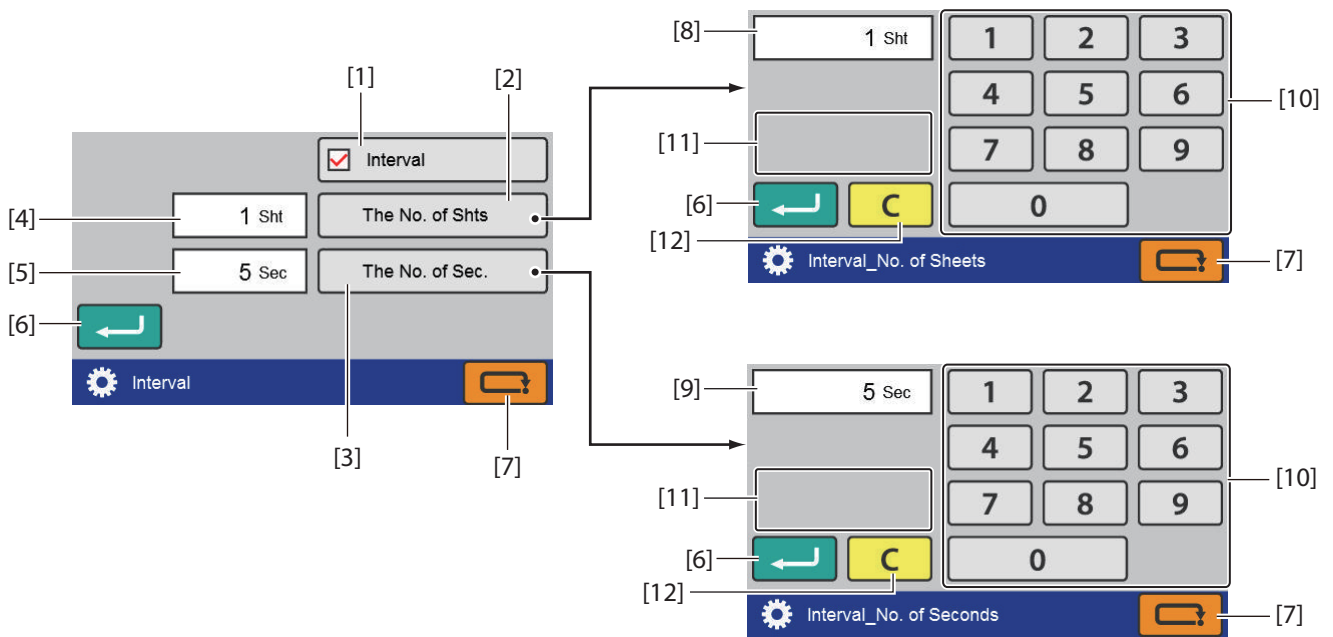 [1]
[2]
Interval
[4]
1 Sht
The No. of Shts
[5]
5 Sec
The No. of Sec.
[6]
Interval
[3]
[7]
[8]
1 Sht
1 2 3
4 5 6
[10]
[11]
7 8 9
[6]
C
0
[12]
Interval_No. of Sheets
[7]
[9]
5 Sec
1 2 3
4 5 6
[10]
[11]
7 8 9
[6]
C
0
[12]
Interval_No. of Seconds
[7]